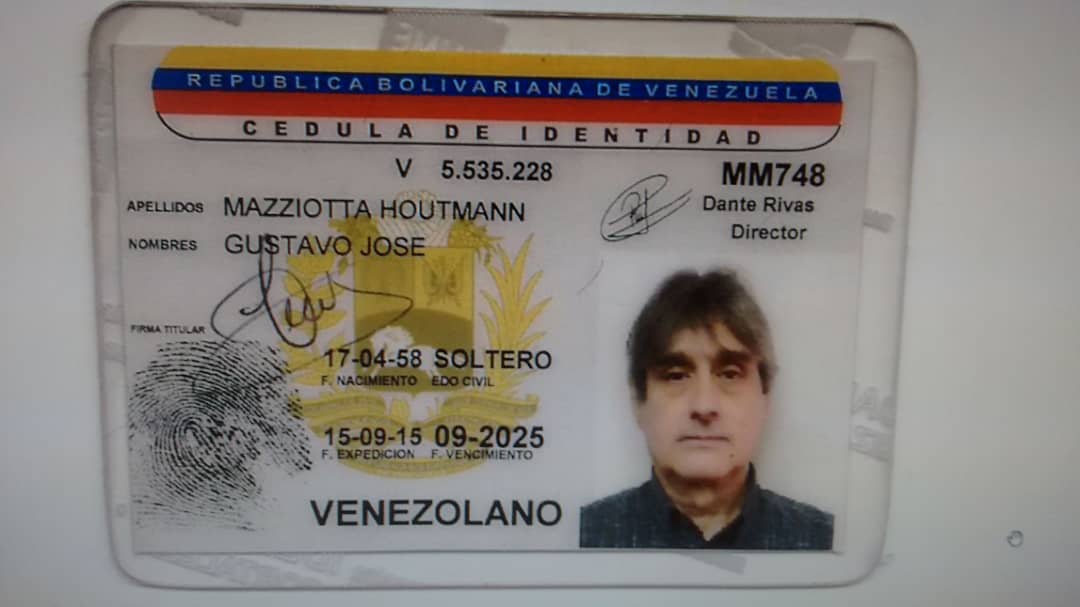 REPUBLICA BOLIVARIANA DE VENEZUELA
CEDULA DE IDENTIDAD
V 5.535.228
MM748
APELLIDOS MAZZIOTTA HOUTMANN
Dante Rivas
NOMBRES GUSTAVO JOSE
Director
FIRMA TITULAR
17-04-58 SOLTERO
F. NACIMIENTO EDO CIVIL
15-09-15 09-2025
F. EXPEDICION F. VENCIMIENTO
VENEZOLANO